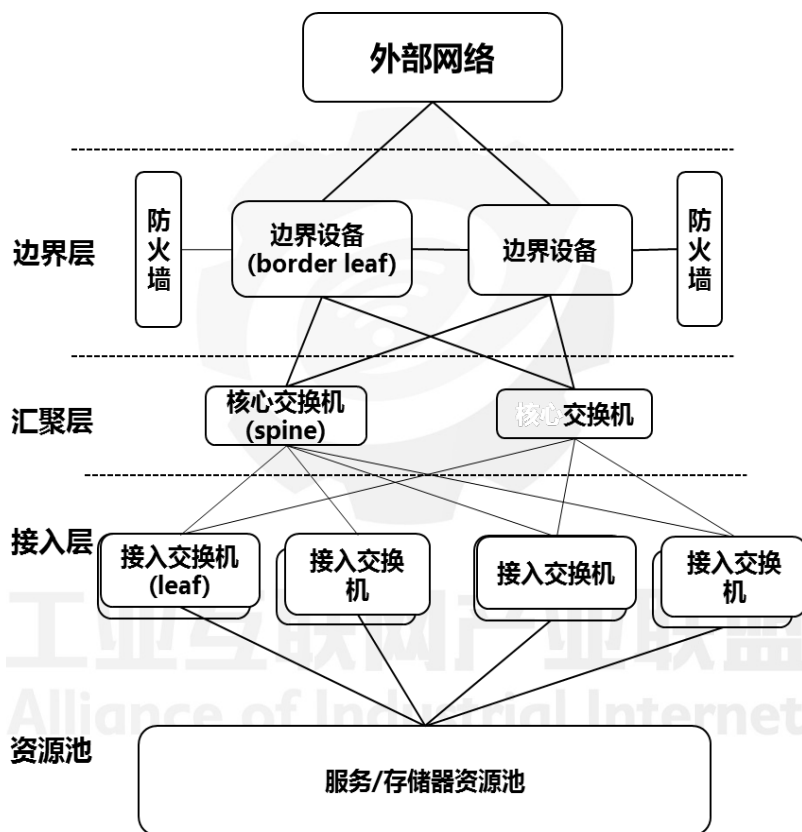 外部网络
防
火
墙
边界设备
(border leaf)
边界设备
防
火
墙
边界层
核心交换机
(spine)
核心交换机
汇聚层
接入层
接入交换机
(leaf)
接入交换
机
接入交换机
接入交换
机
工业互联网产业联盟
Alliance of Industrial Internet
资源池
服务/存储器资源池